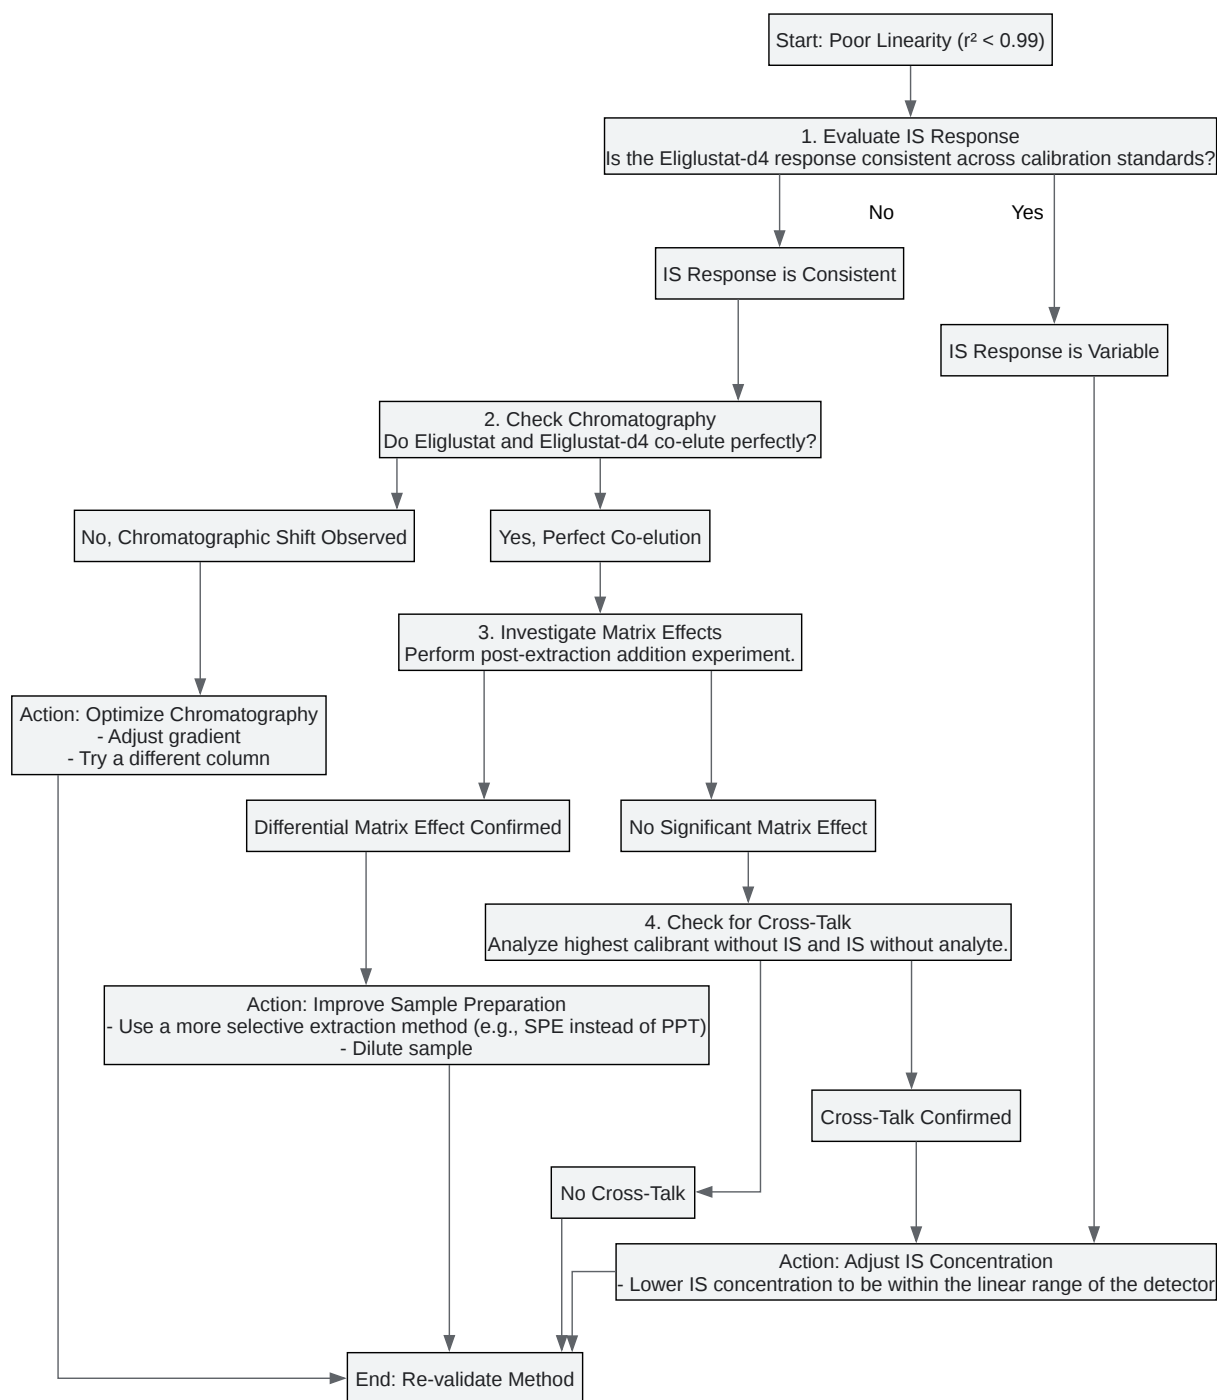 Start: Poor Linearity (r² < 0.99)
1. Evaluate IS Response
Is the Eliglustat-d4 response consistent across calibration standards?
No
Yes
IS Response is Consistent
IS Response is Variable
2. Check Chromatography
Do Eliglustat and Eliglustat-d4 co-elute perfectly?
No, Chromatographic Shift Observed
Yes, Perfect Co-elution
3. Investigate Matrix Effects
Perform post-extraction addition experiment.
Action: Optimize Chromatography
- Adjust gradient
- Try a different column
Differential Matrix Effect Confirmed
No Significant Matrix Effect
4. Check for Cross-Talk
Analyze highest calibrant without IS and IS without analyte.
Action: Improve Sample Preparation
- Use a more selective extraction method (e.g., SPE instead of PPT)
- Dilute sample
Cross-Talk Confirmed
No Cross-Talk
Action: Adjust IS Concentration
- Lower IS concentration to be within the linear range of the detector
End: Re-validate Method